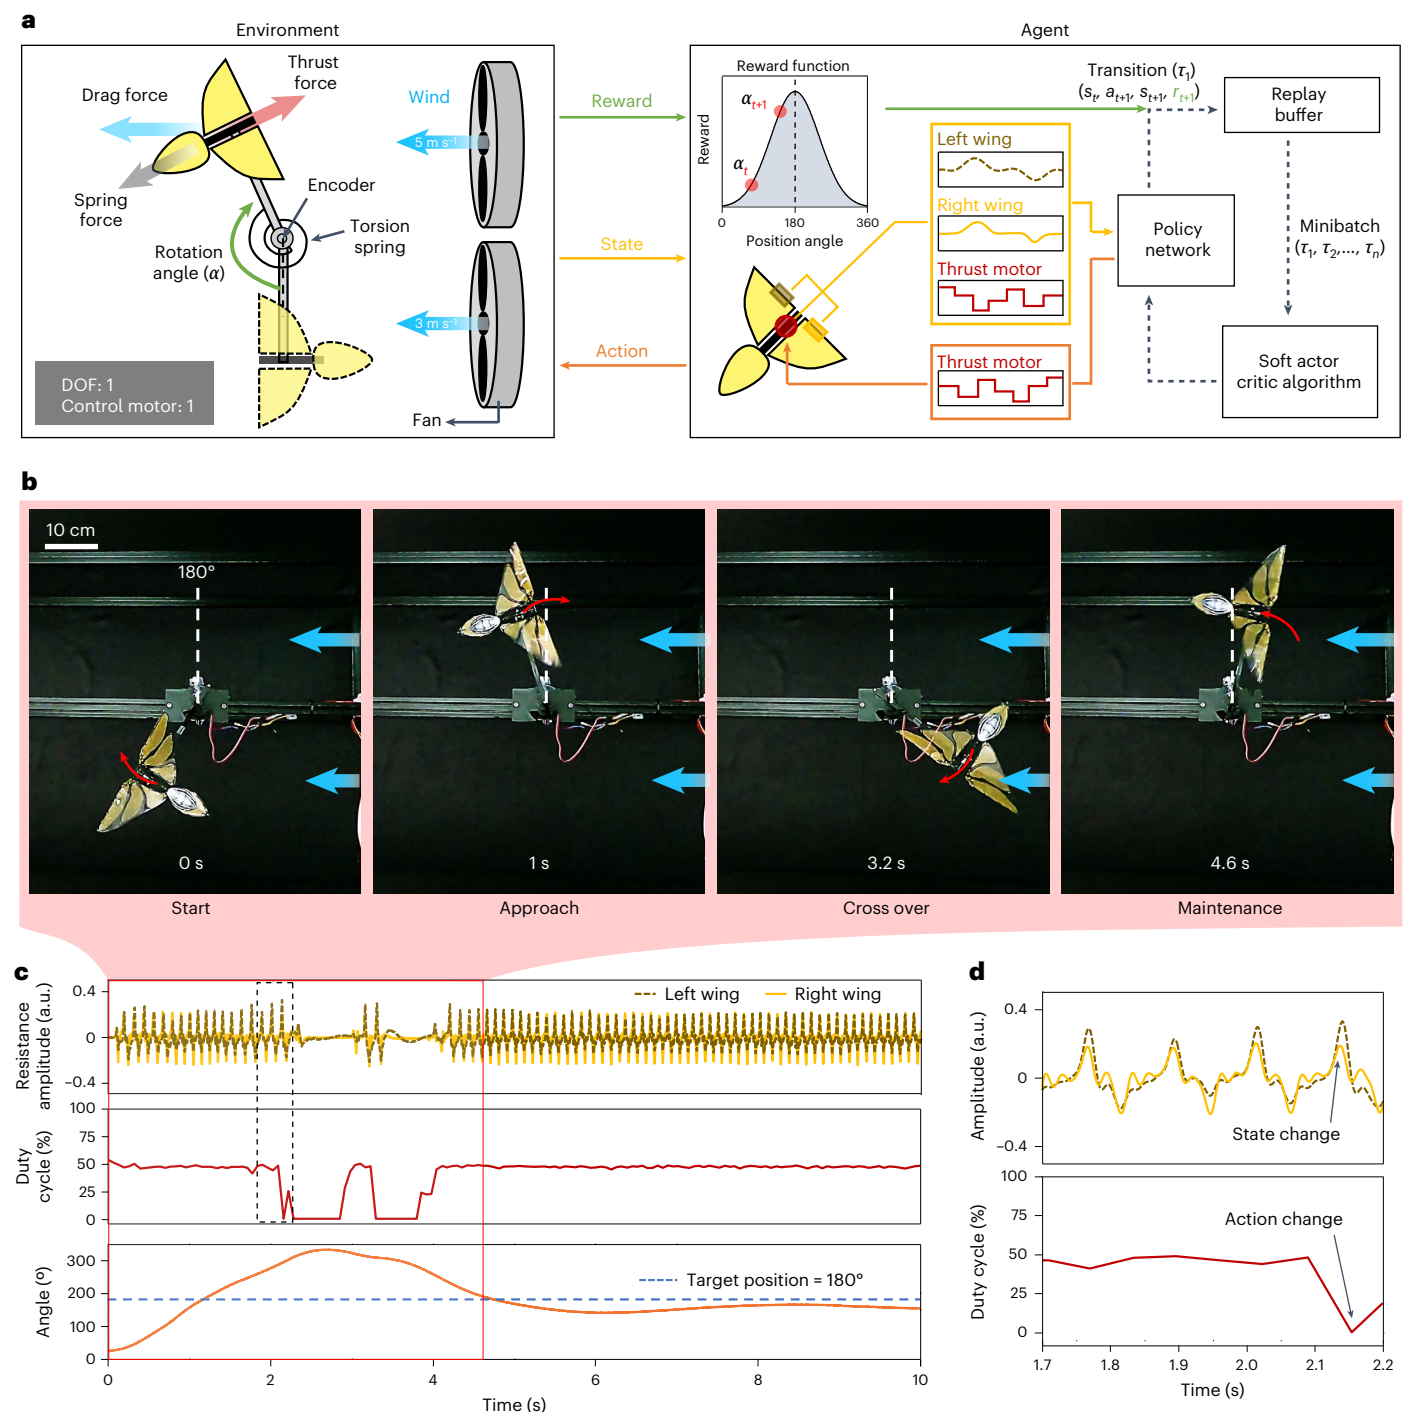 a
Environment
Agent
Drag force
Thrust
force
Wind
5 m s⁻¹
3 m s⁻¹
Spring
force
Encoder
Torsion
spring
Rotation
angle (α)
DOF: 1
Control motor: 1
Fan
Reward
State
Action
Reward function
Reward
α_t+1
α_t
0
180
360
Position angle
Left wing
Right wing
Thrust motor
Thrust motor
Transition (τ₁)
(s_t, a_t+1, s_t+1, r_t+1)
Replay
buffer
Policy
network
Minibatch
(τ₁, τ₂,..., τ_n)
Soft actor
critic algorithm
b
10 cm
180°
0 s
1 s
3.2 s
4.6 s
Start
Approach
Cross over
Maintenance
c
Resistance
amplitude (a.u.)
0.4
0
–0.4
Left wing
Right wing
Duty
cycle (%)
100
75
50
25
0
Angle (°)
300
200
100
0
Target position = 180°
0
2
4
6
8
10
Time (s)
d
Amplitude (a.u.)
0.4
0
–0.4
State change
Duty cycle (%)
100
75
50
25
0
Action change
1.7
1.8
1.9
2.0
2.1
2.2
Time (s)